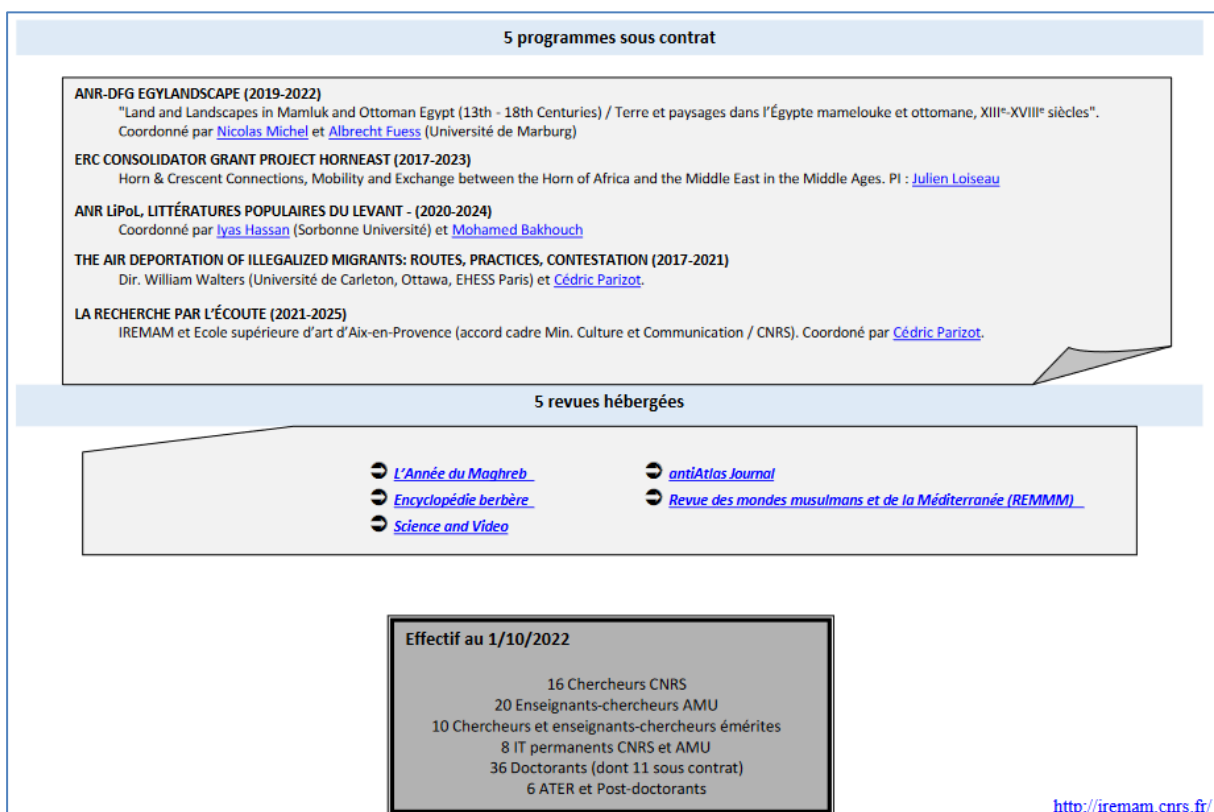 5 programmes sous contrat
ANR-DFG EGYLANDSCAPE (2019-2022)
"Land and Landscapes in Mamluk and Ottoman Egypt (13th - 18th Centuries) / Terre et paysages dans l'Égypte mamelouke et ottomane, XIIIᵉ-XVIIIᵉ siècles".
Coordonné par Nicolas Michel et Albrecht Fuess (Université de Marburg)
ERC CONSOLIDATOR GRANT PROJECT HORNEAST (2017-2023)
Horn & Crescent Connections, Mobility and Exchange between the Horn of Africa and the Middle East in the Middle Ages. PI : Julien Loiseau
ANR LiPoL, LITTÉRATURES POPULAIRES DU LEVANT - (2020-2024)
Coordonné par Iyas Hassan (Sorbonne Université) et Mohamed Bakhouch
THE AIR DEPORTATION OF ILLEGALIZED MIGRANTS: ROUTES, PRACTICES, CONTESTATION (2017-2021)
Dir. William Walters (Université de Carleton, Ottawa, EHESS Paris) et Cédric Parizot.
LA RECHERCHE PAR L'ÉCOUTE (2021-2025)
IREMAM et Ecole supérieure d'art d'Aix-en-Provence (accord cadre Min. Culture et Communication / CNRS). Coordoné par Cédric Parizot.
5 revues hébergées
L'Année du Maghreb
Encyclopédie berbère
Science and Video
antiAtlas Journal
Revue des mondes musulmans et de la Méditerranée (REMMM)
Effectif au 1/10/2022
16 Chercheurs CNRS
20 Enseignants-chercheurs AMU
10 Chercheurs et enseignants-chercheurs émérites
8 IT permanents CNRS et AMU
36 Doctorants (dont 11 sous contrat)
6 ATER et Post-doctorants
http://iremam.cnrs.fr/